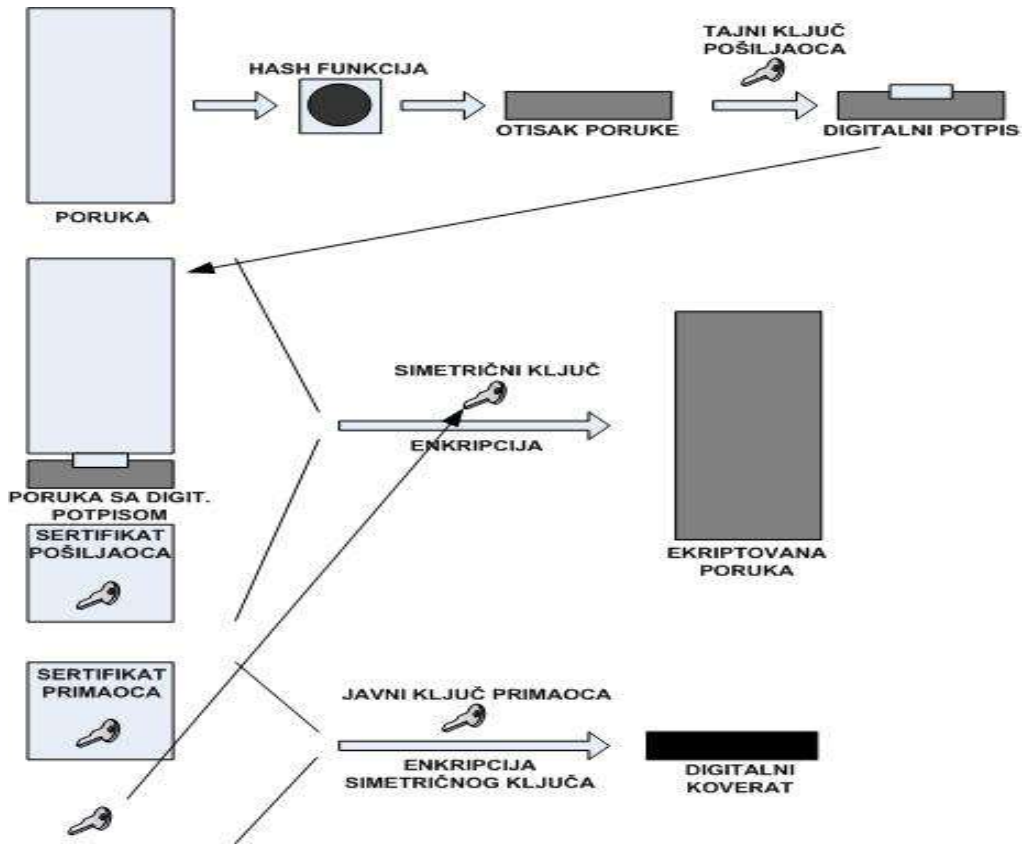 TAJNI KLJUČ
POŠILJAOCA
HASH FUNKCIJA
OTISAK PORUKE
DIGITALNI POTPIS
PORUKA
SIMETRIČNI KLJUČ
ENKRIPCIJA
PORUKA SA DIGIT.
POTPISOM
SERTIFIKAT
POŠILJAOCA
EKRIPTOVANA
PORUKA
SERTIFIKAT
PRIMAOCA
JAVNI KLJUČ PRIMAOCA
ENKRIPCIJA
SIMETRIČNOG KLJUČA
DIGITALNI
KOVERAT